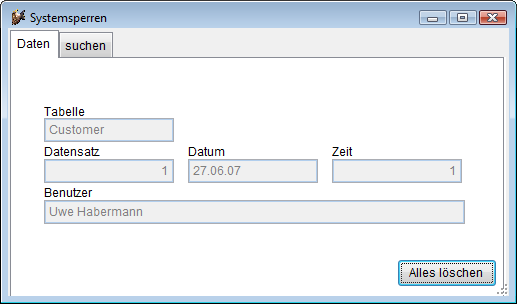 Systemsperren
Daten suchen
Tabelle
Customer
Datensatz Datum Zeit
1 27.06.07 1
Benutzer
Uwe Habermann
Alles löschen